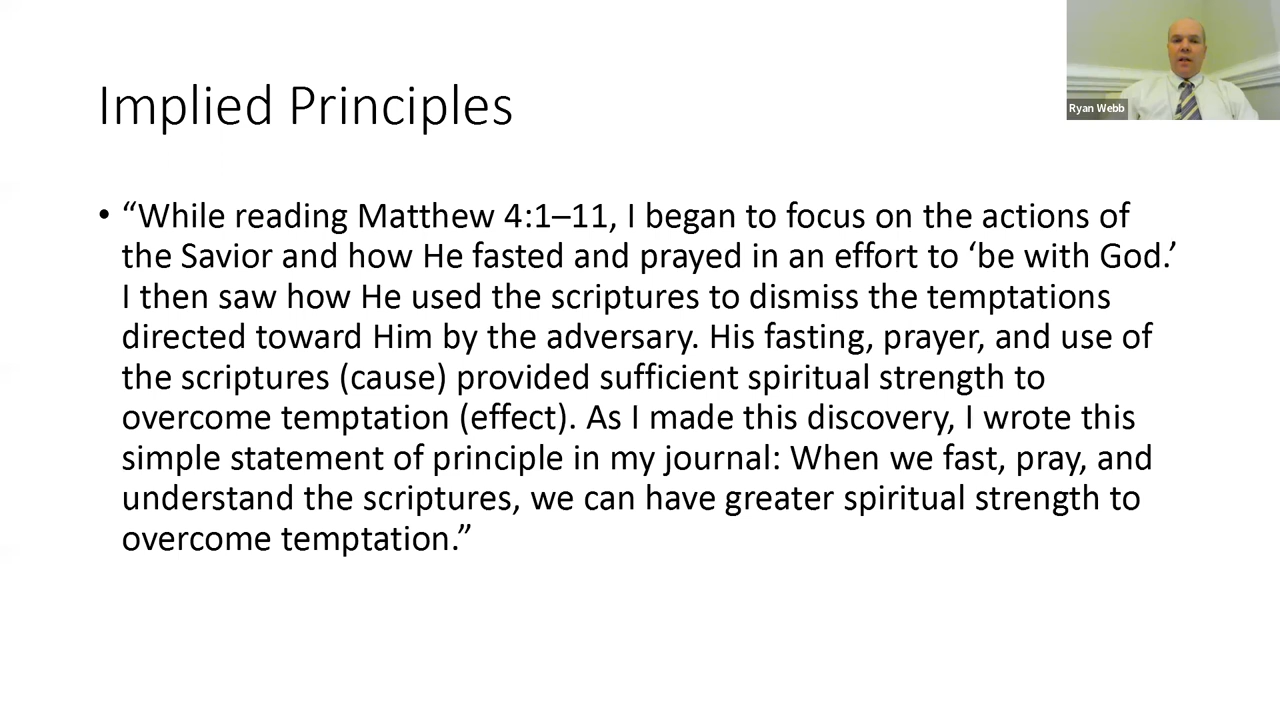 Implied Principles
Ryan Webb
• “While reading Matthew 4:1–11, I began to focus on the actions of
the Savior and how He fasted and prayed in an effort to ‘be with God.’
I then saw how He used the scriptures to dismiss the temptations
directed toward Him by the adversary. His fasting, prayer, and use of
the scriptures (cause) provided sufficient spiritual strength to
overcome temptation (effect). As I made this discovery, I wrote this
simple statement of principle in my journal: When we fast, pray, and
understand the scriptures, we can have greater spiritual strength to
overcome temptation.”